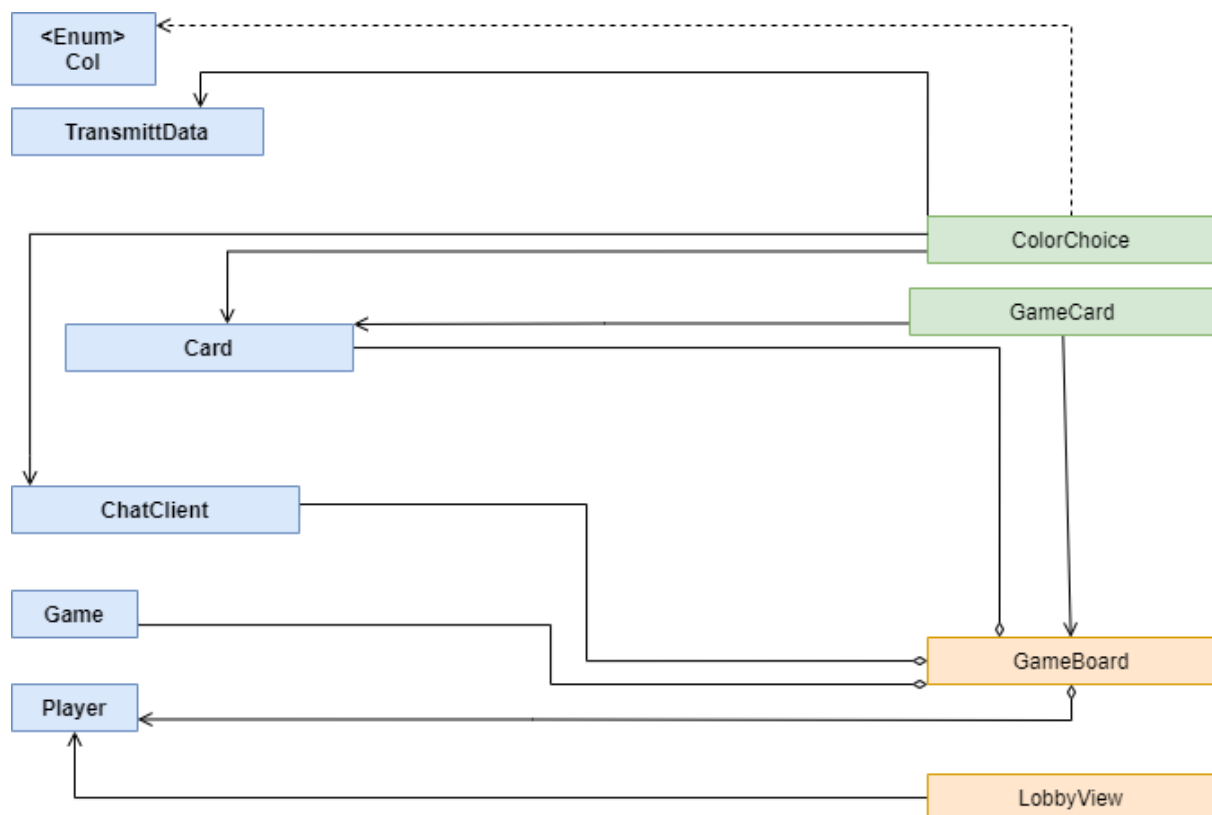 <Enum>
Col
TransmittData
ColorChoice
GameCard
Card
ChatClient
Game
GameBoard
Player
LobbyView